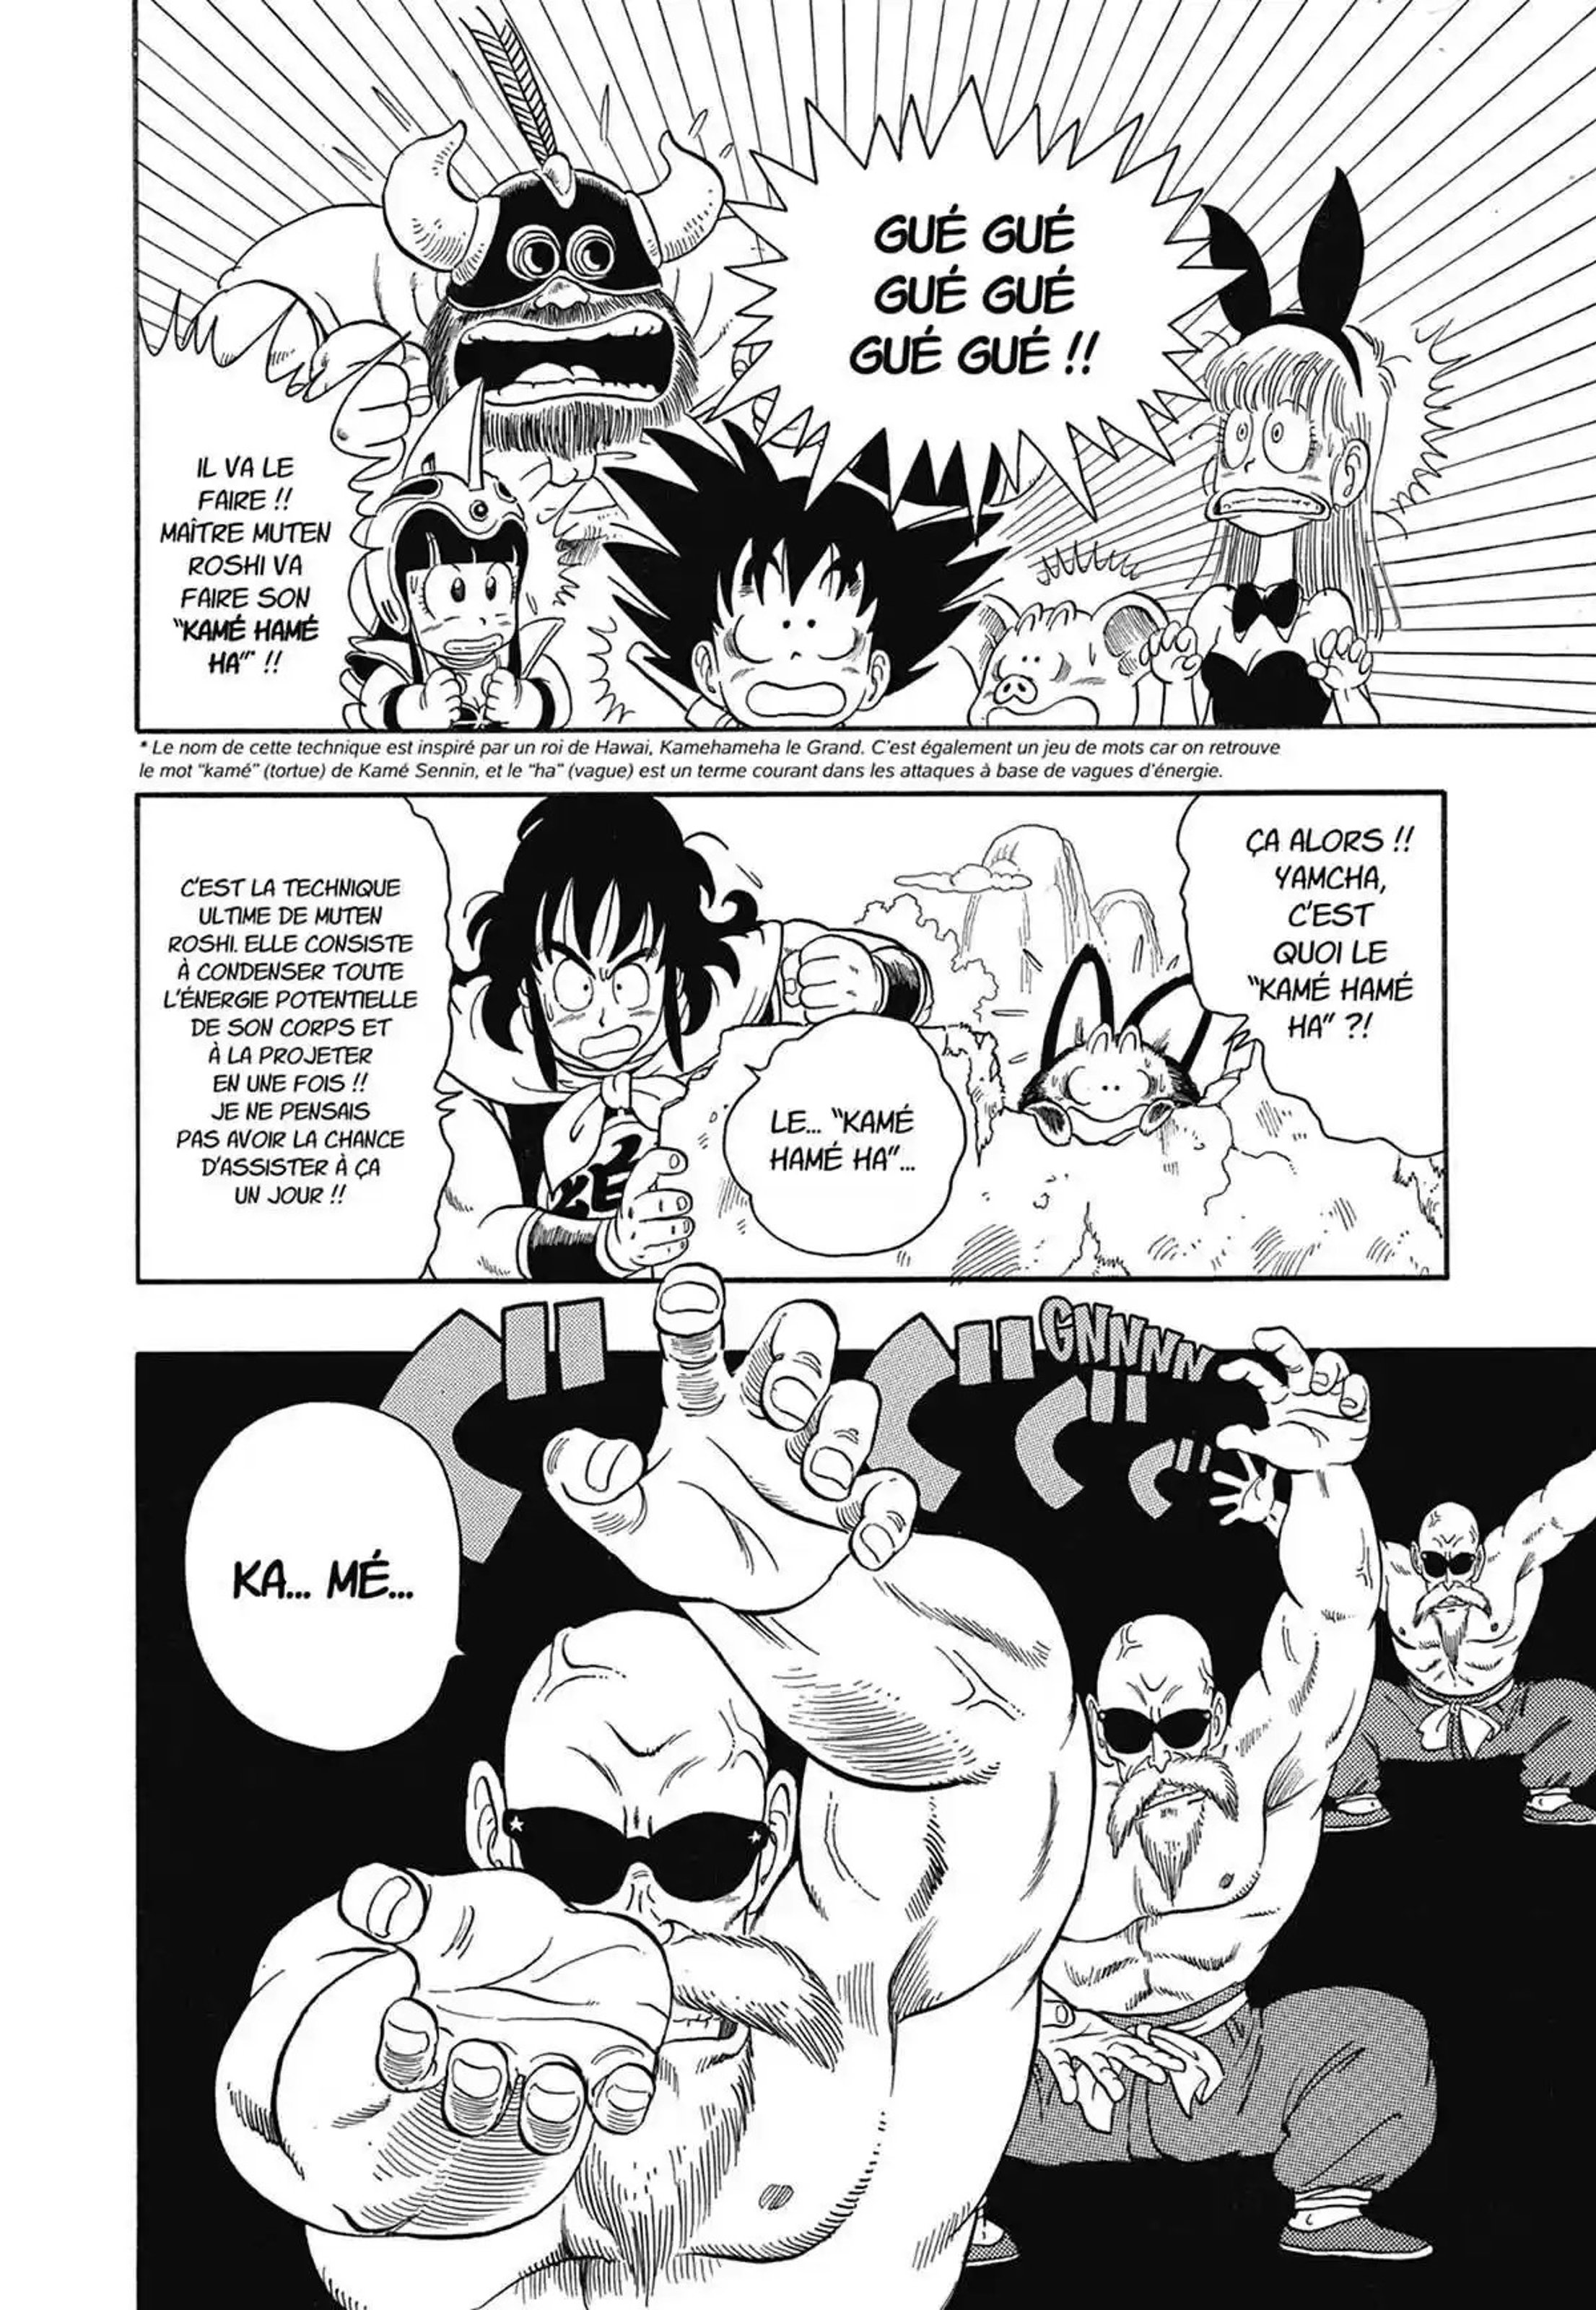 GUÉ GUÉ
GUÉ GUÉ
GUÉ GUÉ !!
IL VA LE
FAIRE !!
MAÎTRE MUTEN
ROSHI VA
FAIRE SON
“KAMÉ HAMÉ
HA” !!
* Le nom de cette technique est inspiré par un roi de Hawai, Kamehameha le Grand. C’est également un jeu de mots car on retrouve
le mot “kamé” (tortue) de Kamé Sennin, et le “ha” (vague) est un terme courant dans les attaques à base de vagues d’énergie.
ÇA ALORS !!
YAMCHA,
C’EST
QUOI LE
“KAMÉ HAMÉ
HA” ?!
LE... “KAMÉ
HAMÉ HA”...
C’EST LA TECHNIQUE
ULTIME DE MUTEN
ROSHI. ELLE CONSISTE
À CONDENSER TOUTE
L’ÉNERGIE POTENTIELLE
DE SON CORPS ET
À LA PROJETER
EN UNE FOIS !!
JE NE PENSAIS
PAS AVOIR LA CHANCE
D’ASSISTER À ÇA
UN JOUR !!
GNNNNN
ぐぐぐぐ
KA... MÉ...